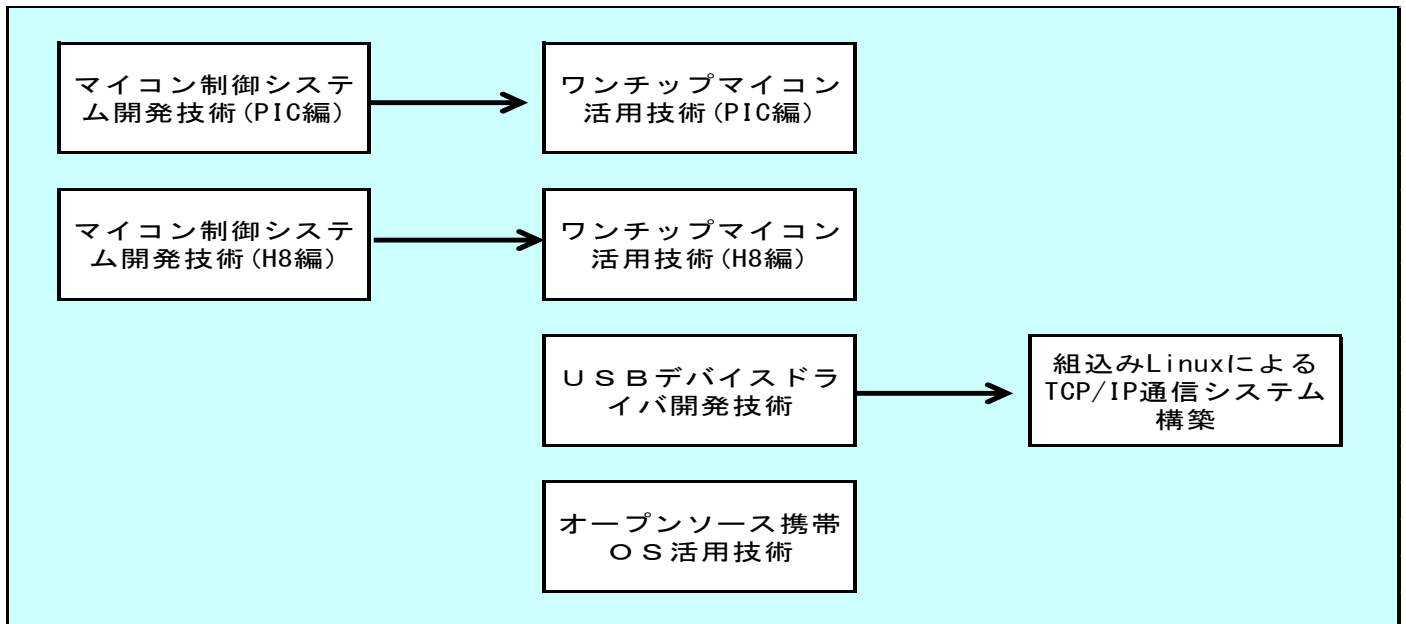 マイコン制御システ
ム開発技術(PIC編)
ワンチップマイコン
活用技術(PIC編)
マイコン制御システ
ム開発技術(H8編)
ワンチップマイコン
活用技術(H8編)
ＵＳＢデバイスドラ
イバ開発技術
組込みLinuxによる
TCP/IP通信システム
構築
オープンソース携帯
ＯＳ活用技術